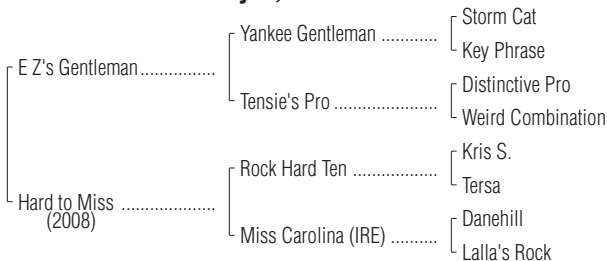 Storm Cat
Yankee Gentleman ............
Key Phrase
E Z's Gentleman................
Distinctive Pro
Tensie's Pro ......................
Weird Combination
Kris S.
Rock Hard Ten ..................
Tersa
Hard to Miss ....................
(2008)
Danehill
Miss Carolina (IRE) ..........
Lalla's Rock